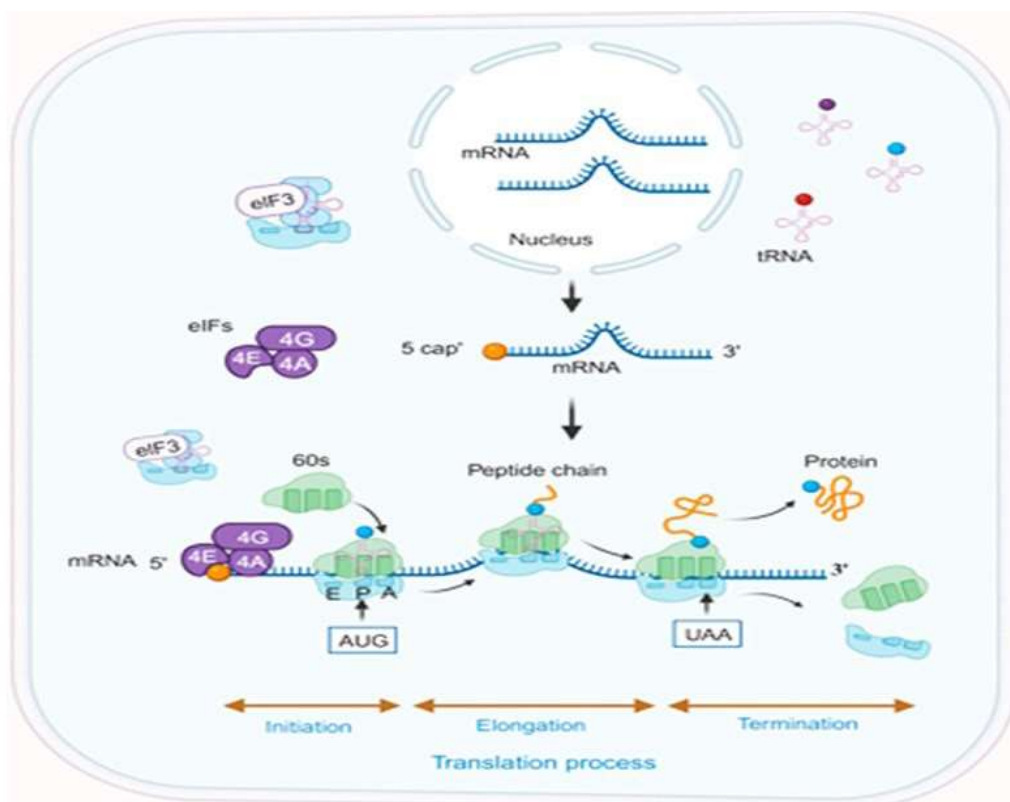 mRNA
eIF3
Nucleus
tRNA
eIFs
4G
4E
4A
5 cap'
3'
mRNA
eIF3
60s
Peptide chain
Protein
4G
mRNA 5'
4E
4A
3'
E P A
AUG
UAA
Initiation
Elongation
Termination
Translation process